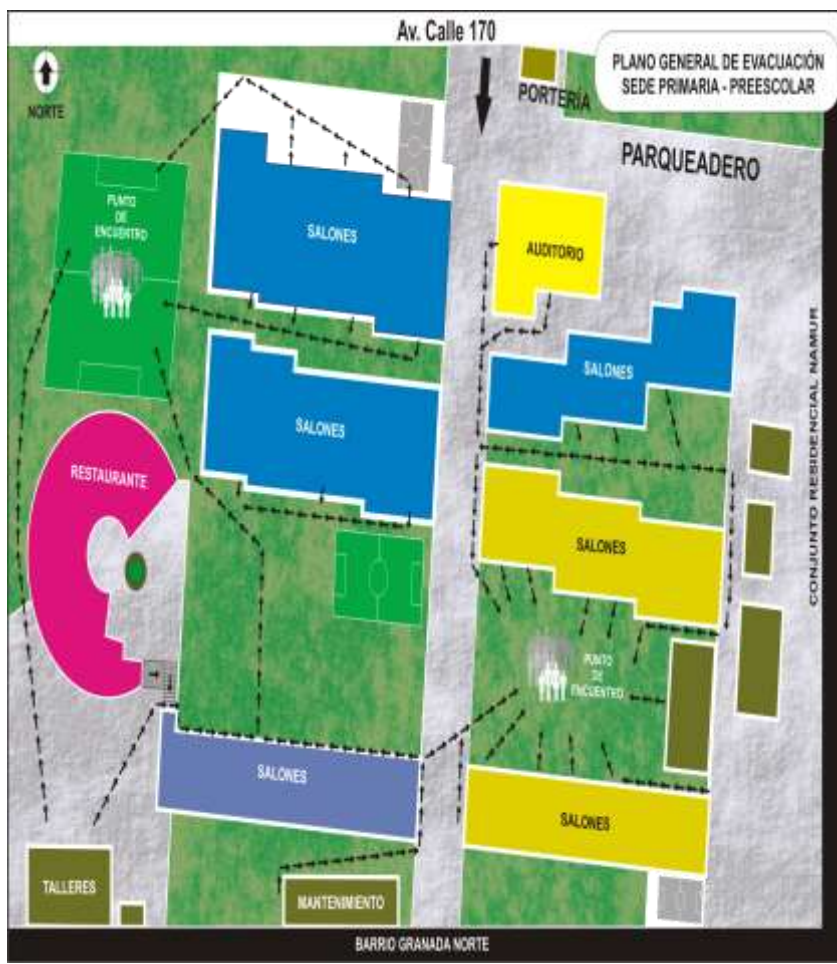 Av. Calle 170
PLANO GENERAL DE EVACUACIÓN
SEDE PRIMARIA - PREESCOLAR
NORTE
PORTERÍA
PARQUEADERO
PUNTO
DE
ENCUENTRO
SALONES
AUDITORIO
SALONES
SALONES
RESTAURANTE
SALONES
CONJUNTO RESIDENCIAL NAMUR
PUNTO
DE
ENCUENTRO
SALONES
SALONES
TALLERES
MANTENIMIENTO
BARRIO GRANADA NORTE